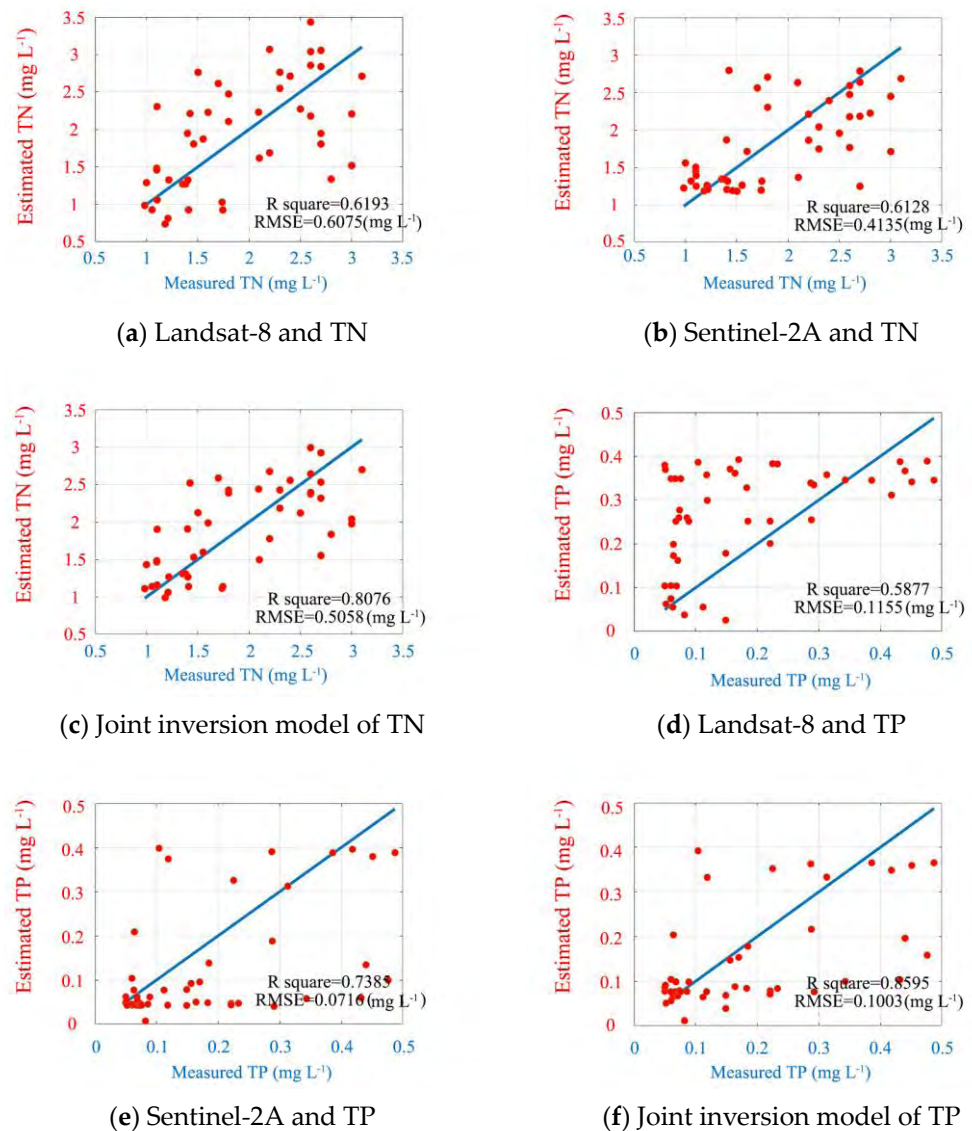 3.5
3
2.5
2
1.5
1
0.5
Estimated TN (mg L⁻¹)
R square=0.6193
RMSE=0.6075(mg L⁻¹)
0.5 1 1.5 2 2.5 3 3.5
Measured TN (mg L⁻¹)
(a) Landsat-8 and TN
3.5
3
2.5
2
1.5
1
0.5
Estimated TN (mg L⁻¹)
R square=0.6128
RMSE=0.4135(mg L⁻¹)
0.5 1 1.5 2 2.5 3 3.5
Measured TN (mg L⁻¹)
(b) Sentinel-2A and TN
3.5
3
2.5
2
1.5
1
0.5
Estimated TN (mg L⁻¹)
R square=0.8076
RMSE=0.5058(mg L⁻¹)
0.5 1 1.5 2 2.5 3 3.5
Measured TN (mg L⁻¹)
(c) Joint inversion model of TN
0.5
0.4
0.3
0.2
0.1
0
Estimated TP (mg L⁻¹)
R square=0.5877
RMSE=0.1155(mg L⁻¹)
0 0.1 0.2 0.3 0.4 0.5
Measured TP (mg L⁻¹)
(d) Landsat-8 and TP
0.5
0.4
0.3
0.2
0.1
0
Estimated TP (mg L⁻¹)
R square=0.7385
RMSE=0.0716(mg L⁻¹)
0 0.1 0.2 0.3 0.4 0.5
Measured TP (mg L⁻¹)
(e) Sentinel-2A and TP
0.5
0.4
0.3
0.2
0.1
0
Estimated TP (mg L⁻¹)
R square=0.8595
RMSE=0.1003(mg L⁻¹)
0 0.1 0.2 0.3 0.4 0.5
Measured TP (mg L⁻¹)
(f) Joint inversion model of TP